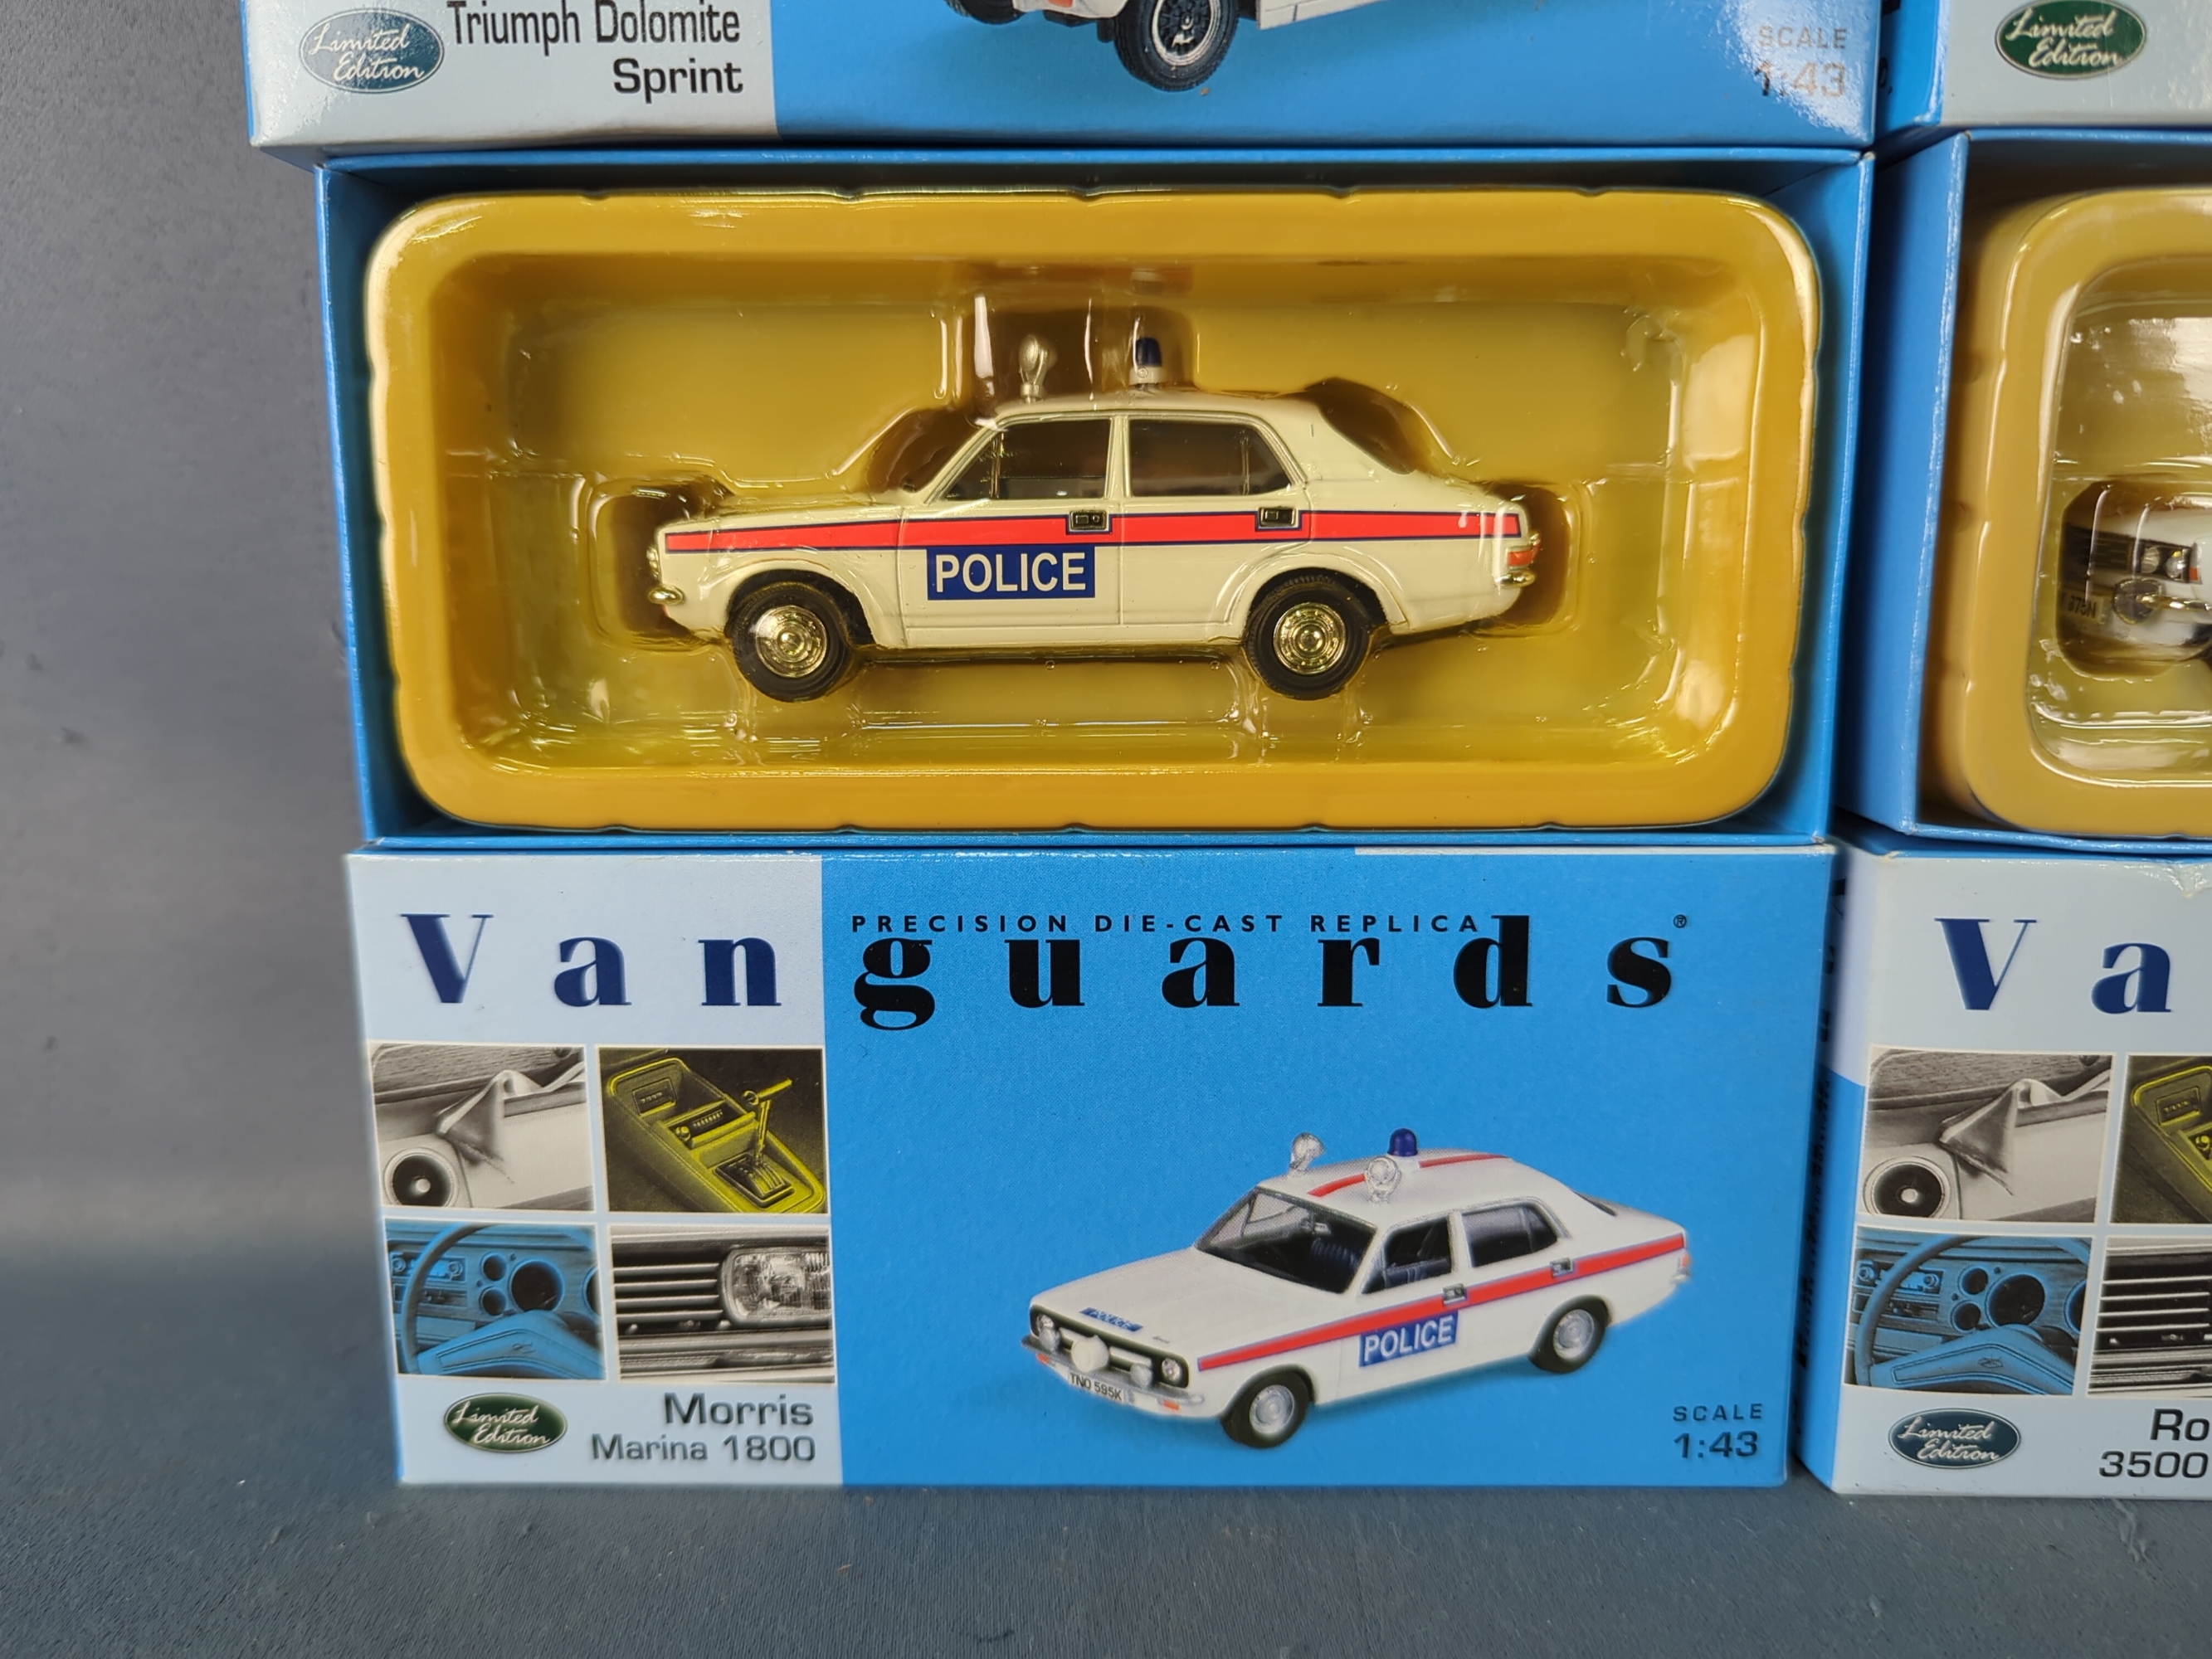 Limited
Edition
Triumph Dolomite
Sprint
SCALE
1:43
Limited
Edition
POLICE
Vanguards®
PRECISION DIE-CAST REPLICA
POLICE
POLICE
TNO 595K
Limited
Edition
Morris
Marina 1800
SCALE
1:43
Va
Limited
Edition
Ro
3500